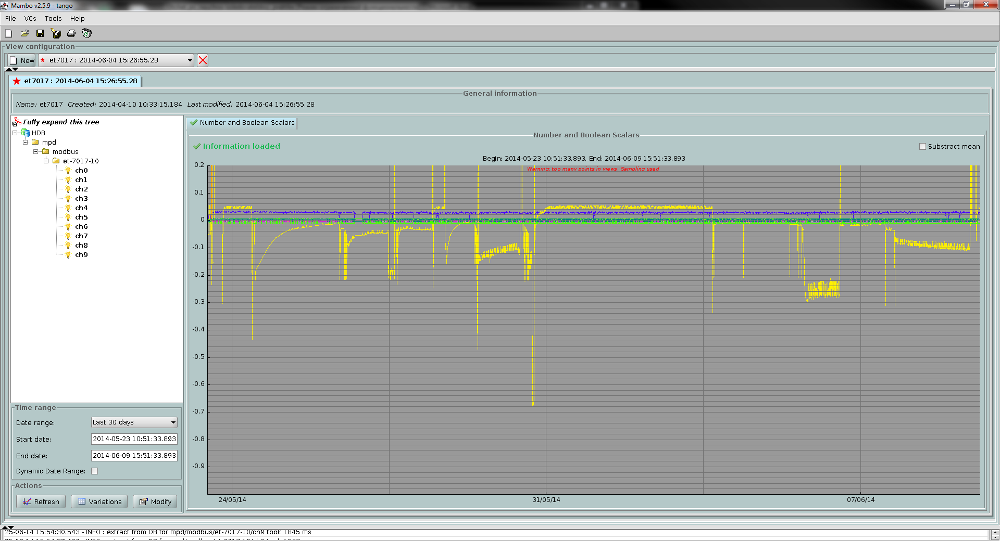 Mambo v2.5.9 - tango
File VCs Tools Help
View configuration
New et7017 : 2014-06-04 15:26:55.28
et7017 : 2014-06-04 15:26:55.28
General information
Name: et7017 Created: 2014-04-10 10:33:15.184 Last modified: 2014-06-04 15:26:55.28
Fully expand this tree
HDB
mpd
modbus
et-7017-10
ch0
ch1
ch2
ch3
ch4
ch5
ch6
ch7
ch8
ch9
Time range
Date range: Last 30 days
Start date: 2014-05-23 10:51:33.893
End date: 2014-06-09 15:51:33.893
Dynamic Date Range:
Actions
Refresh Variations Modify
Number and Boolean Scalars
Number and Boolean Scalars
Information loaded
Substract mean
Begin: 2014-05-23 10:51:33.893, End: 2014-06-09 15:51:33.893
Warning: too many points in views. Sampling used
0.2
0.1
0
-0.1
-0.2
-0.3
-0.4
-0.5
-0.6
-0.7
-0.8
-0.9
24/05/14 31/05/14 07/06/14
25-06-14 15:54:30.543 - INFO : extract from DB for mpd/modbus/et-7017-10/ch9 took 1845 ms